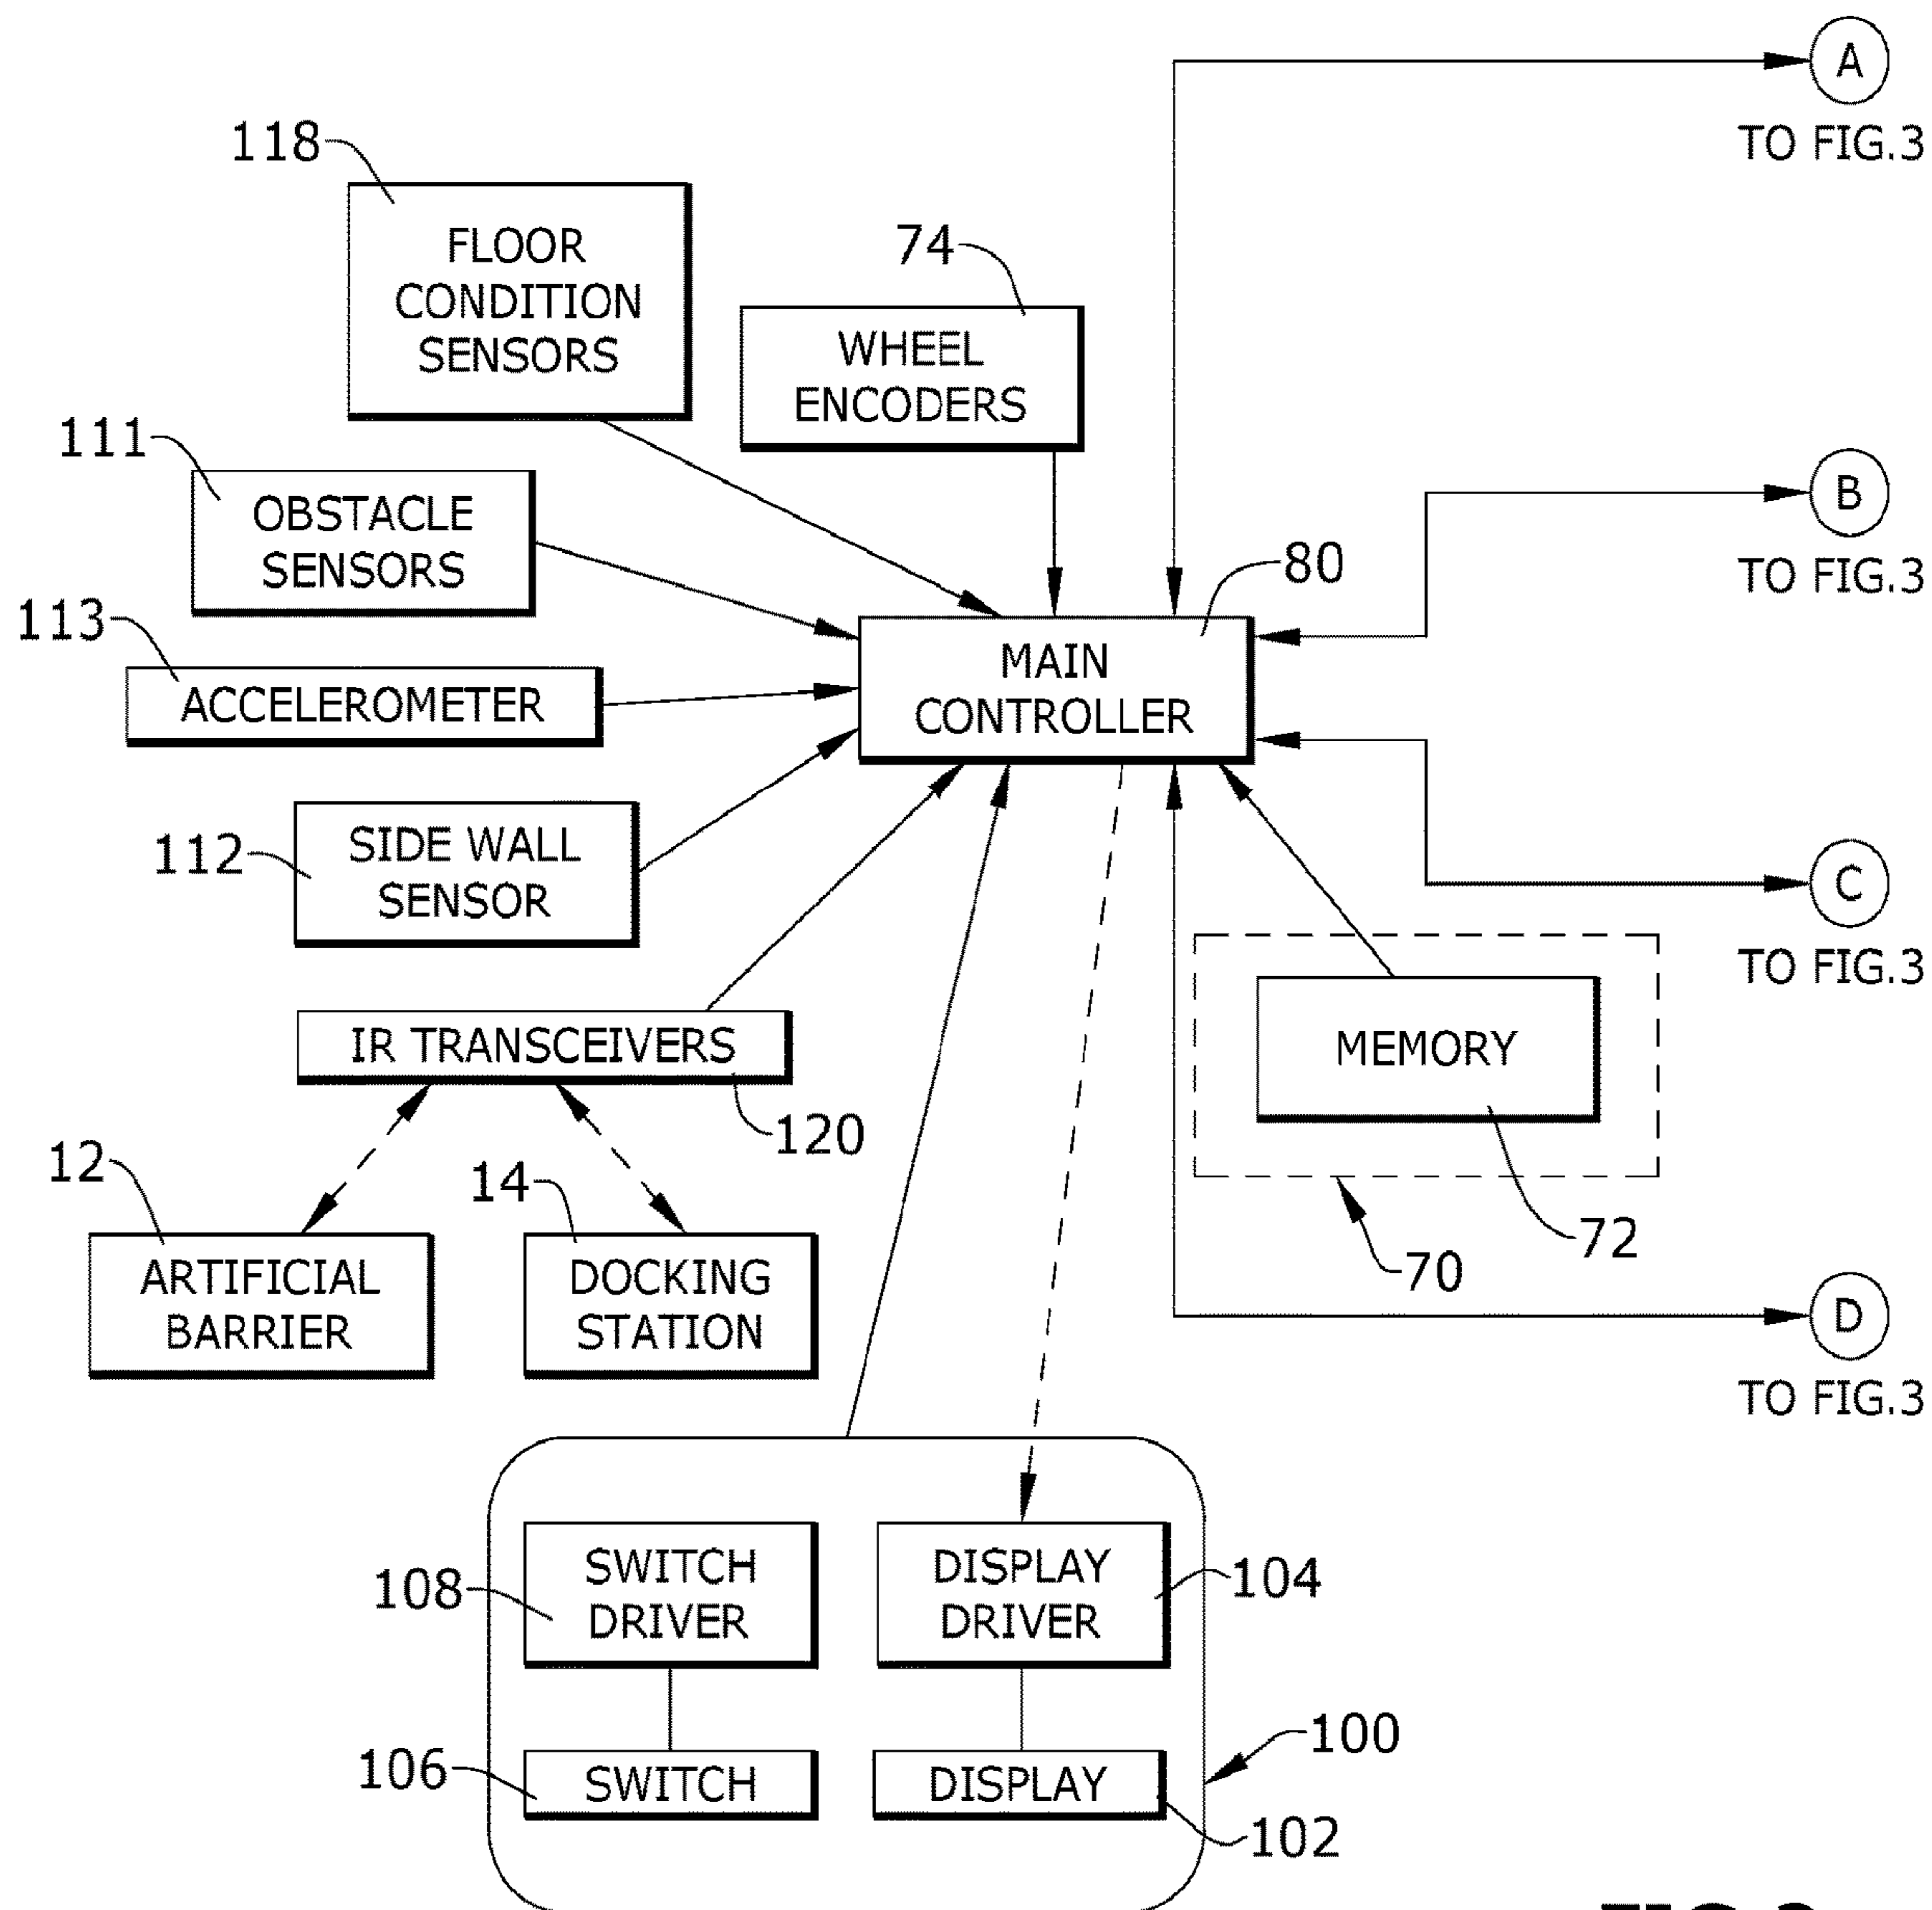 A
TO FIG.3
118
FLOOR
CONDITION
SENSORS
74
WHEEL
ENCODERS
111
OBSTACLE
SENSORS
B
TO FIG.3
80
113
ACCELEROMETER
MAIN
CONTROLLER
112
SIDE WALL
SENSOR
C
TO FIG.3
IR TRANSCEIVERS
120
MEMORY
72
70
12
ARTIFICIAL
BARRIER
14
DOCKING
STATION
D
TO FIG.3
108
SWITCH
DRIVER
DISPLAY
DRIVER
104
106
SWITCH
DISPLAY
100
102